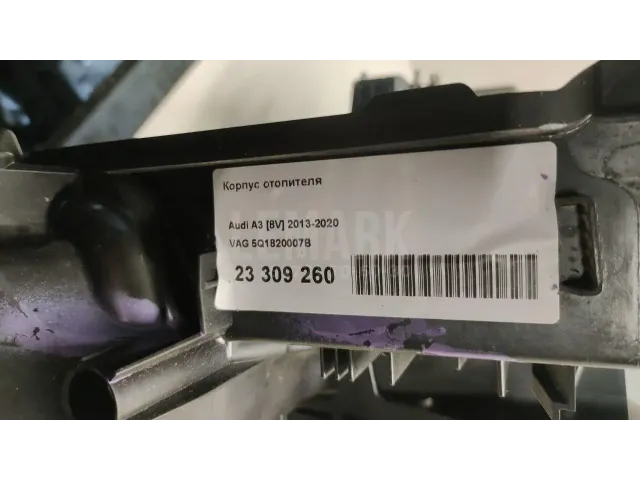 Корпус отопителя
Audi A3 [8V] 2013-2020
VAG 5Q1820007B
23 309 260